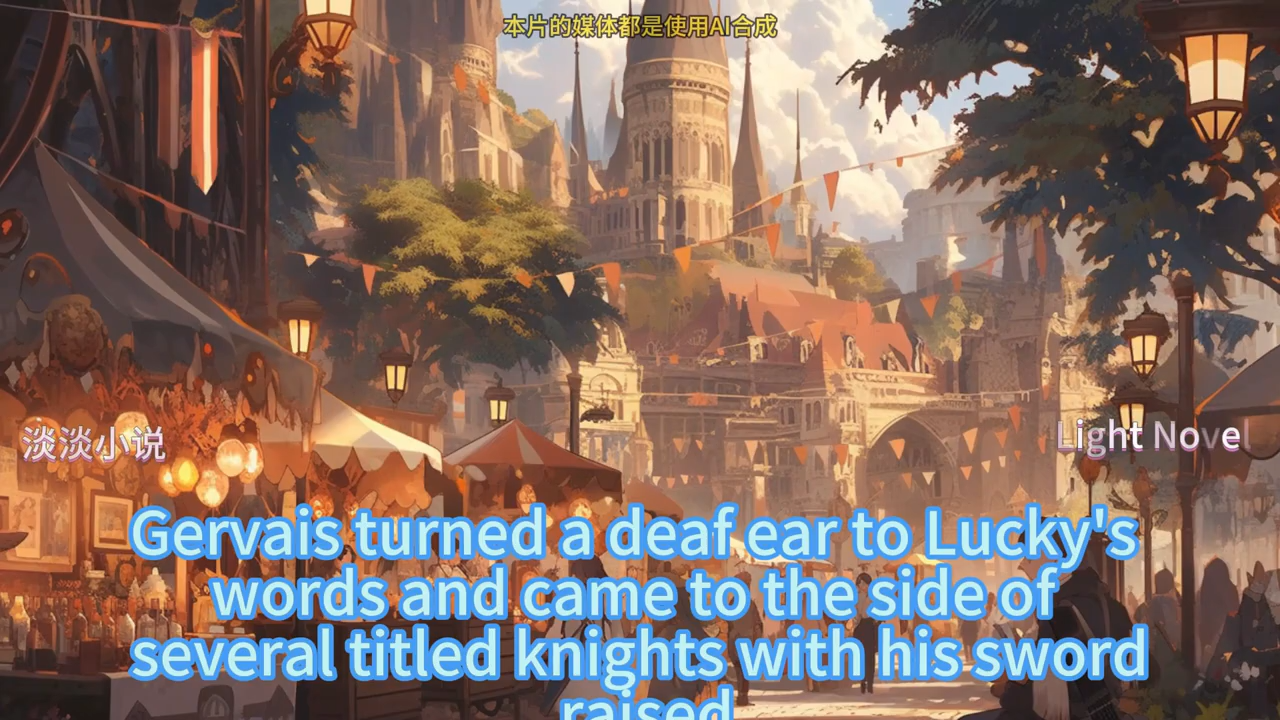 本片的媒体都是使用AI合成
淡淡小说
Light Novel
Gervais turned a deaf ear to Lucky's
words and came to the side of
several titled knights with his sword
raised